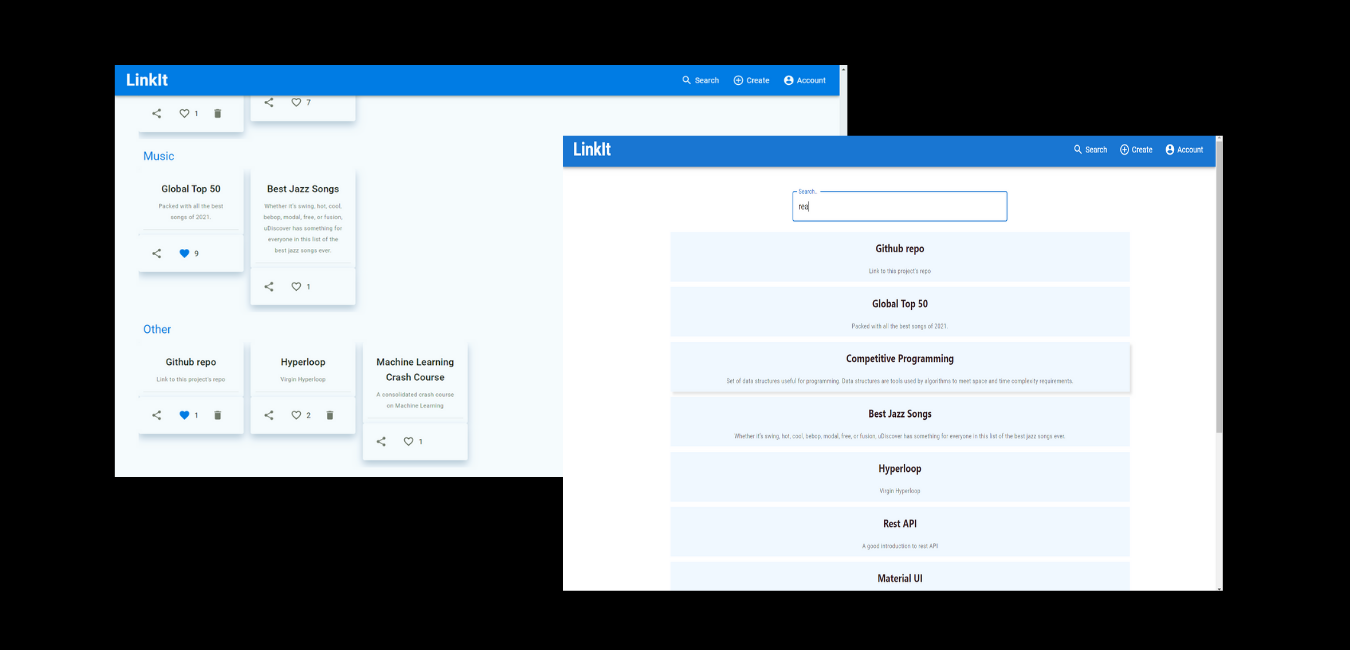 LinkIt
Search Create Account
1
7
Music
Global Top 50
Packed with all the best
songs of 2021.
9
Best Jazz Songs
Whether it's swing, hot, cool,
bebop, modal, free, or fusion,
uDiscover has something for
everyone in this list of the
best jazz songs ever.
1
Other
Github repo
Link to this project's repo
1
Hyperloop
Virgin Hyperloop
2
Machine Learning
Crash Course
A consolidated crash course
on Machine Learning
1
LinkIt
Search Create Account
Search..
rea
Github repo
Link to this project's repo
Global Top 50
Packed with all the best songs of 2021.
Competitive Programming
Set of data structures useful for programming. Data structures are tools used by algorithms to meet space and time complexity requirements.
Best Jazz Songs
Whether it's swing, hot, cool, bebop, modal, free, or fusion, uDiscover has something for everyone in this list of the best jazz songs ever.
Hyperloop
Virgin Hyperloop
Rest API
A good introduction to rest API
Material UI